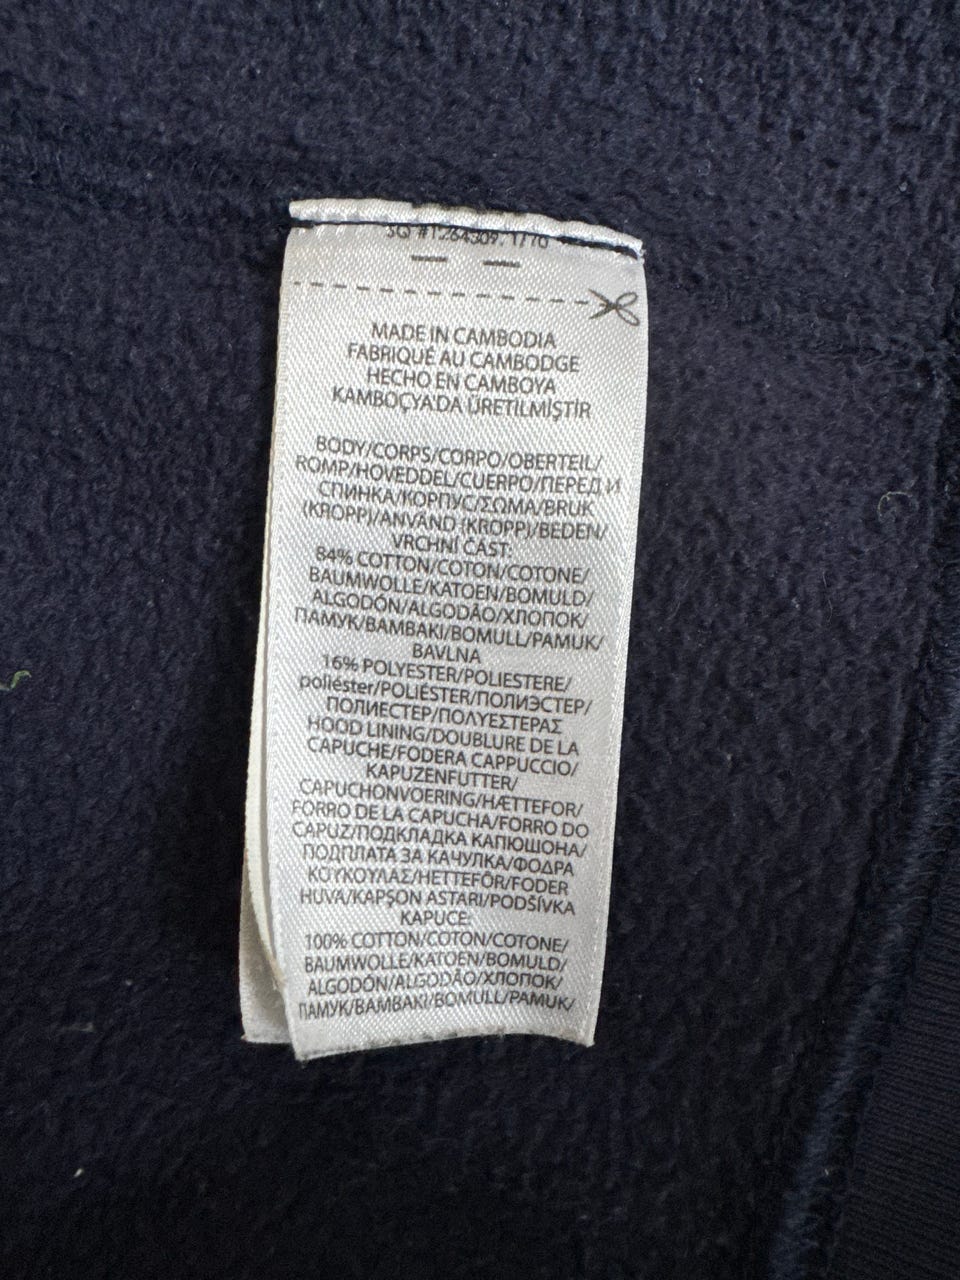 MADE IN CAMBODIA
FABRIQUÉ AU CAMBODGE
HECHO EN CAMBOYA
KAMBOÇYA'DA ÜRETILMIŞTIR
BODY/CORPS/CORPO/OBERTEIL/
ROMP/HOVEDDEL/CUERPO/ПЕРЕД И
СПИНКА/КОРПУС/ΣΩΜΑ/BRUK
(KROPP)/ANVÄND (KROPP)/BEDEN/
VRCHNÍ ČÁST:
84% COTTON/COTON/COTONE/
BAUMWOLLE/KATOEN/BOMULD/
ALGODÓN/ALGODÃO/ХЛОПОК/
ПАМУК/BAMBAKI/BOMULL/PAMUK/
BAVLNA
16% POLYESTER/POLIESTERE/
poliéster/POLIÉSTER/ПОЛИЭСТЕР/
ПОЛИЕСТЕР/ΠΟΛΥΕΣΤΕΡΑΣ
HOOD LINING/DOUBLURE DE LA
CAPUCHE/FODERA CAPPUCCIO/
KAPUZENFUTTER/
CAPUCHONVOERING/HÆTTEFOR/
FORRO DE LA CAPUCHA/FORRO DO
CAPUZ/ПОДКЛАДКА КАПЮШОНА/
ПОДПЛАТА ЗА КАЧУЛКА/ΦΟΔΡΑ
ΚΟΥΚΟΥΛΑΣ/HETTEFÔR/FODER
HUVA/KAPŞON ASTARI/PODŠÍVKA
KAPUCE:
100% COTTON/COTON/COTONE/
BAUMWOLLE/KATOEN/BOMULD/
ALGODÓN/ALGODÃO/ХЛОПОК/
ПАМУК/BAMBAKI/BOMULL/PAMUK/